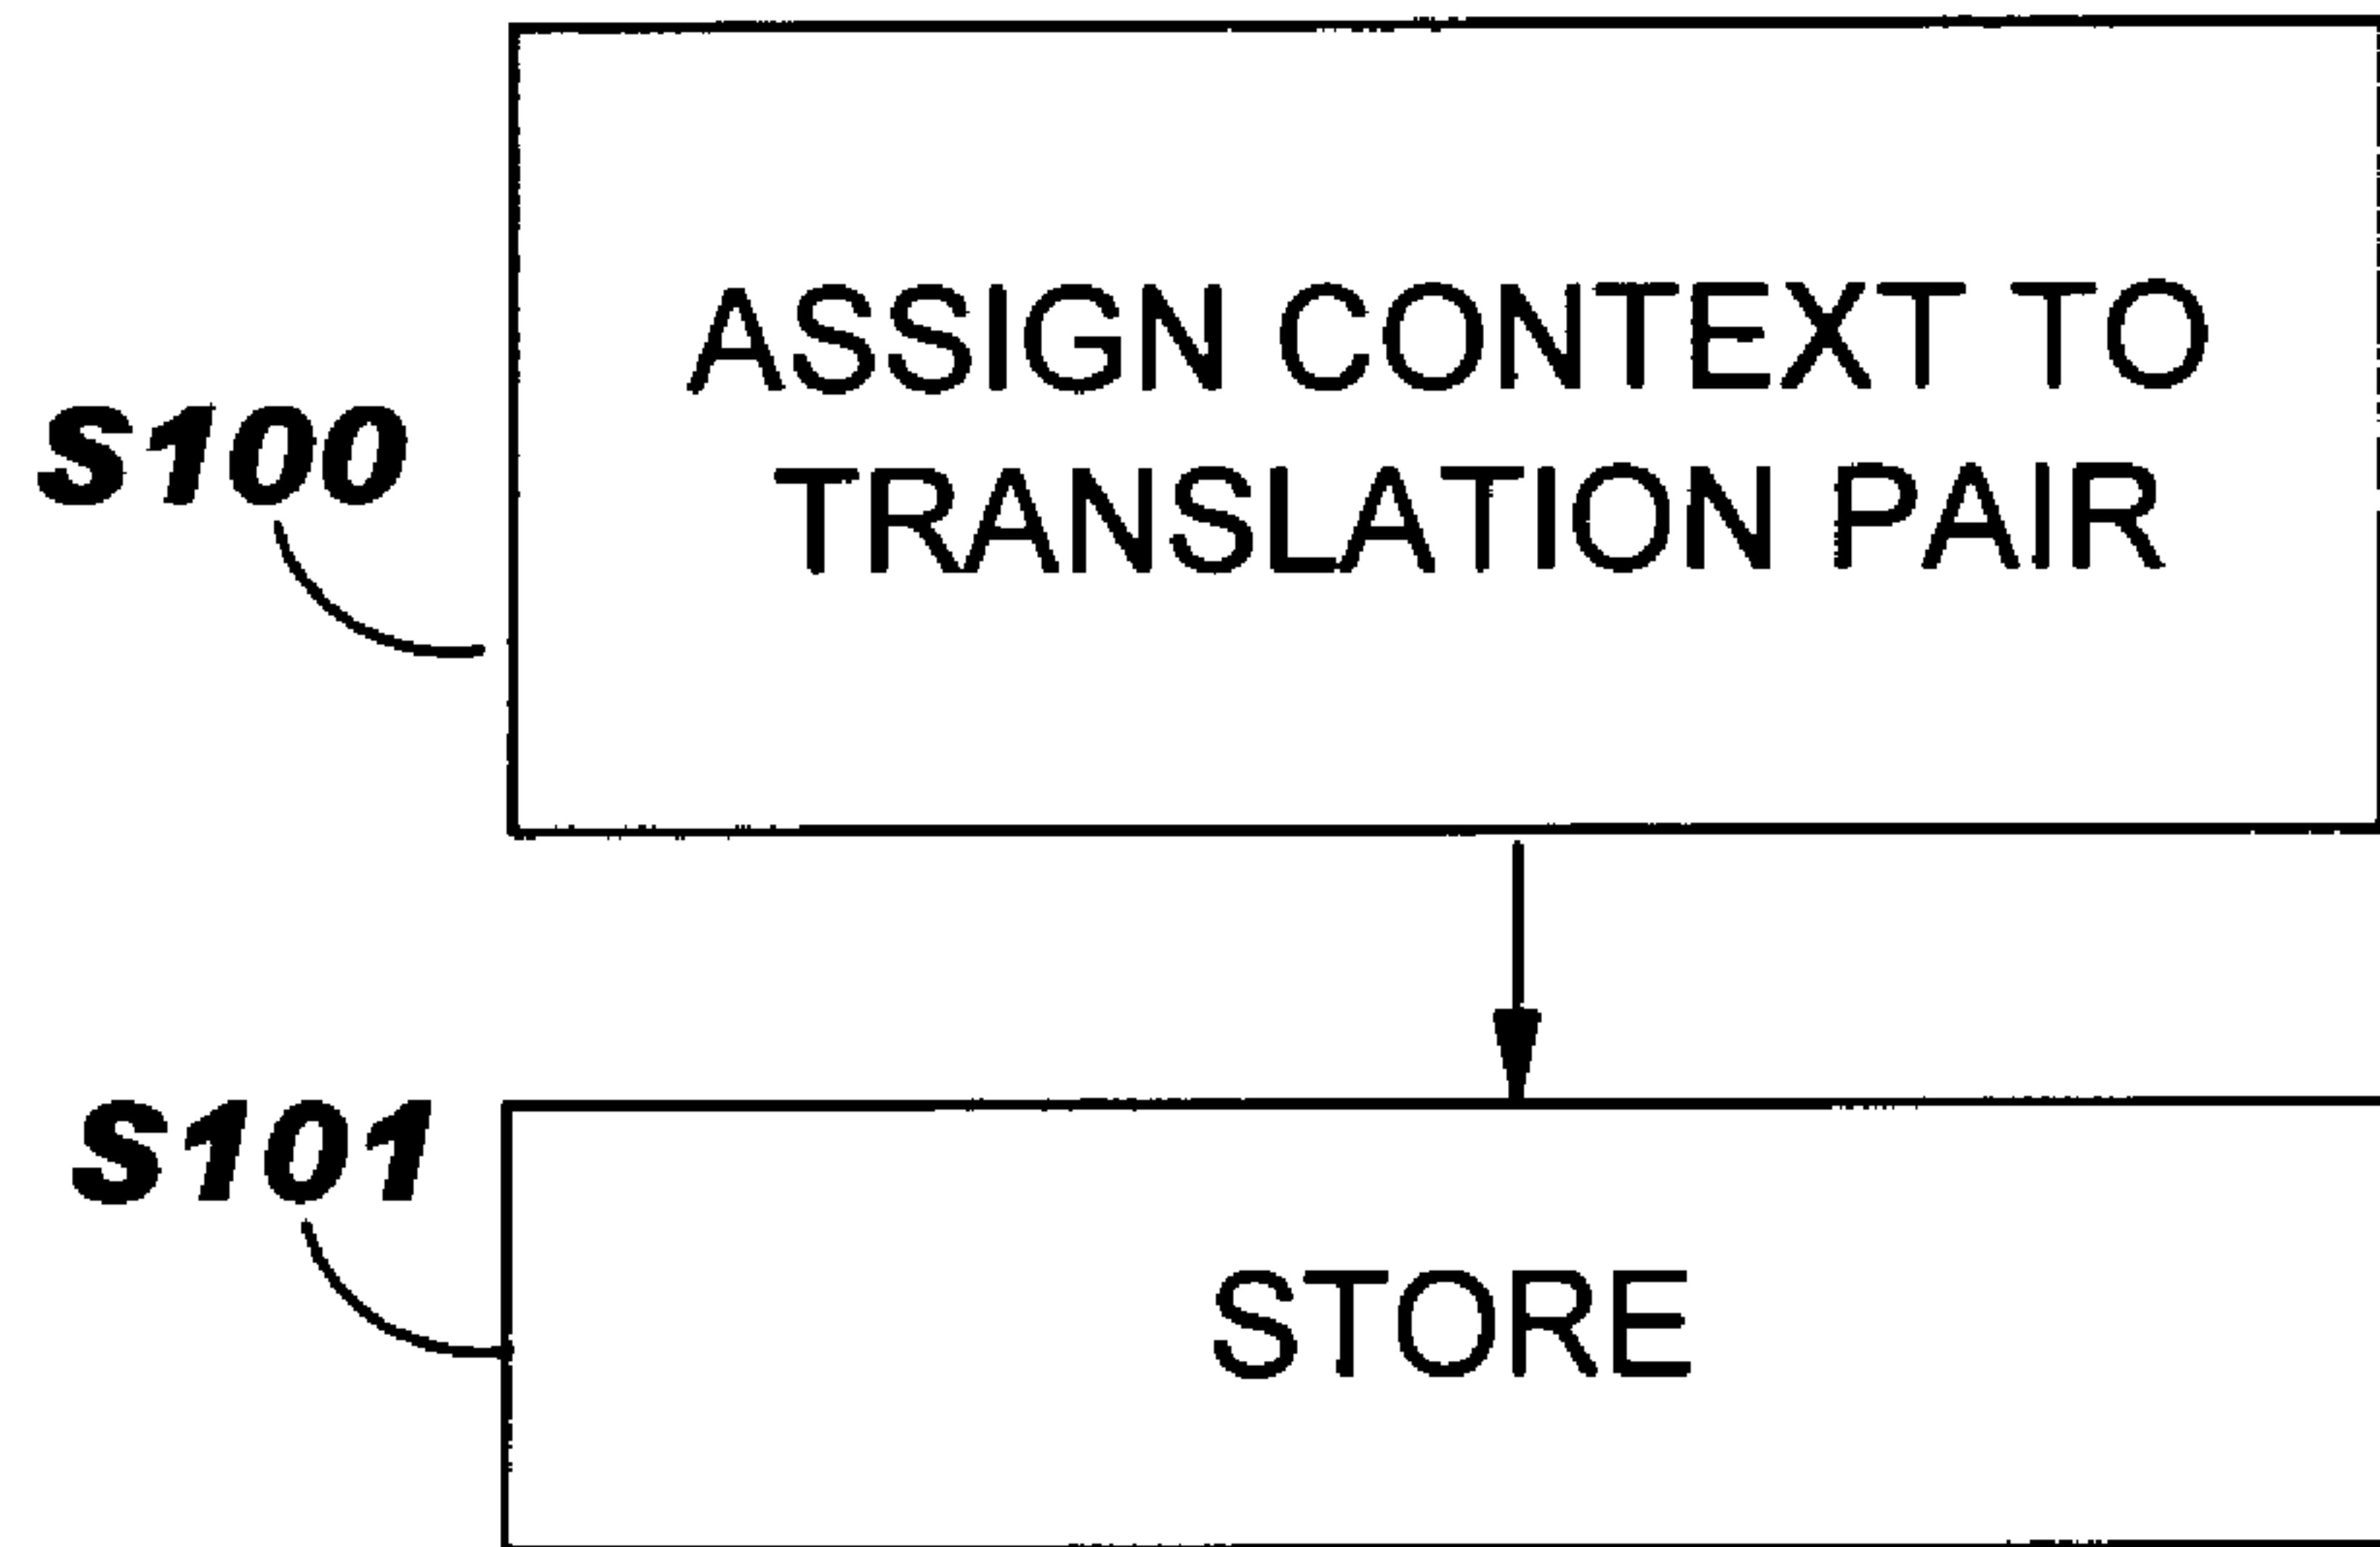 ASSIGN CONTEXT TO
TRANSLATION PAIR
S100
S101
STORE